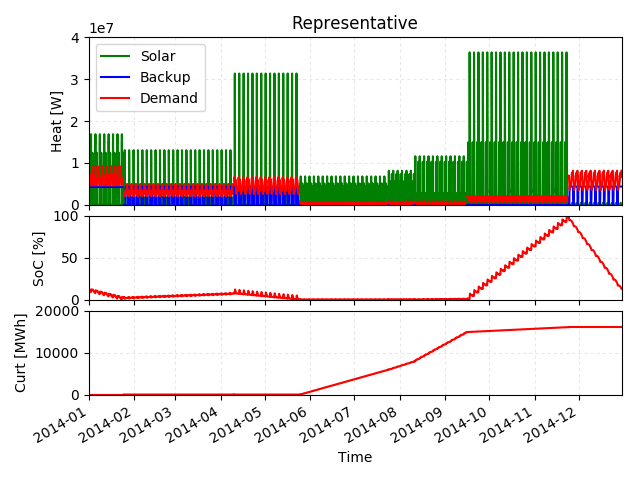 Representative
1e7
4
3
2
1
0
Heat [W]
Solar
Backup
Demand
100
50
0
SoC [%]
20000
10000
0
Curt [MWh]
2014-01
2014-02
2014-03
2014-04
2014-05
2014-06
2014-07
2014-08
2014-09
2014-10
2014-11
2014-12
Time